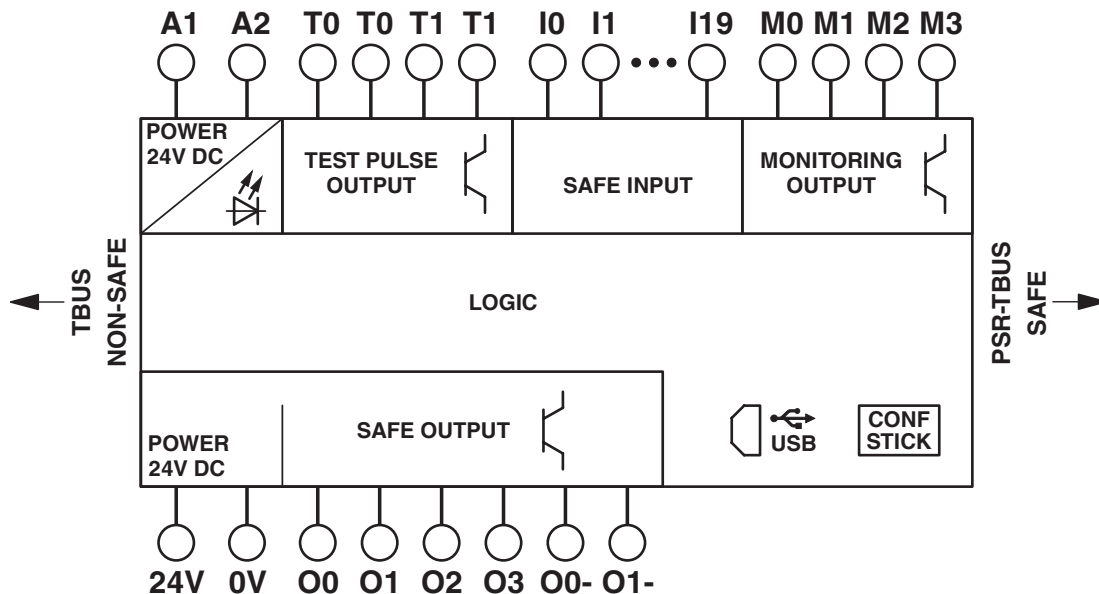 A1 A2 T0 T0 T1 T1 I0 I1 ••• I19 M0 M1 M2 M3
POWER
24V DC
TEST PULSE
OUTPUT
SAFE INPUT
MONITORING
OUTPUT
TBUS
NON-SAFE
LOGIC
PSR-TBUS
SAFE
POWER
24V DC
SAFE OUTPUT
USB
CONF
STICK
24V 0V O0 O1 O2 O3 O0- O1-